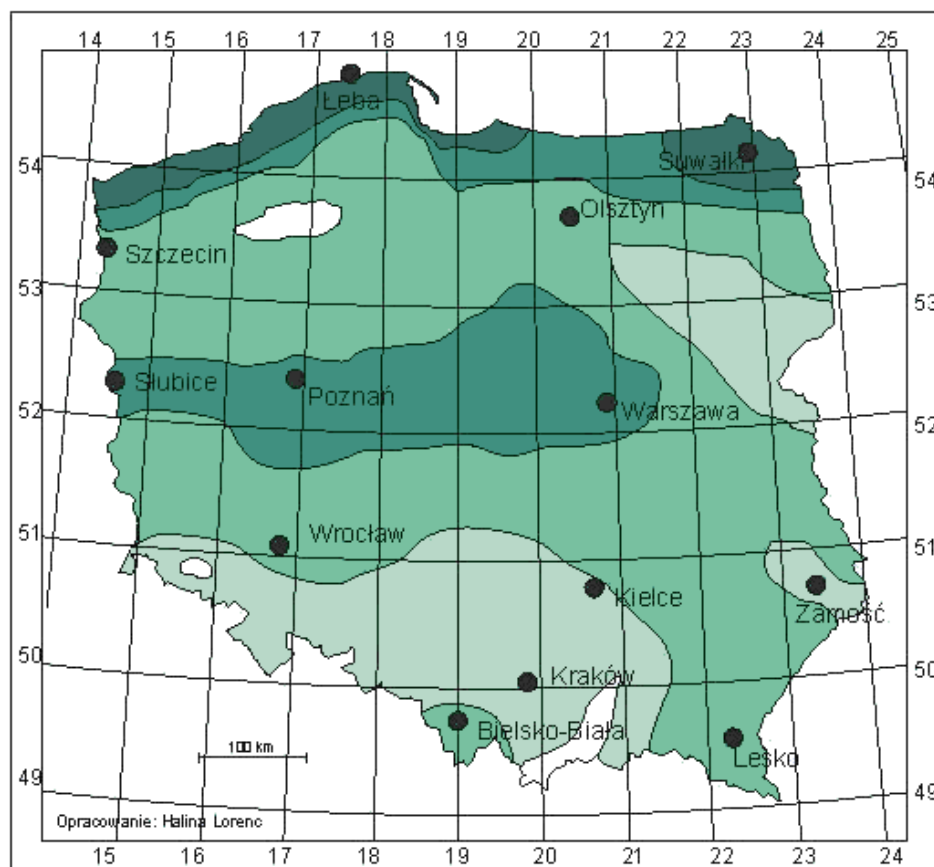 14 15 16 17 18 19 20 21 22 23 24 25
Łeba
54
Suwałki
54
Olsztyn
Szczecin
53
53
Słubice
Poznań
Warszawa
52
52
Wrocław
51
51
Kielce
Zamość
50
Kraków
50
Bielsko-Biała
100 km
Lesko
49
49
Opracowanie: Halina Lorenc
15 16 17 18 19 20 21 22 23 24